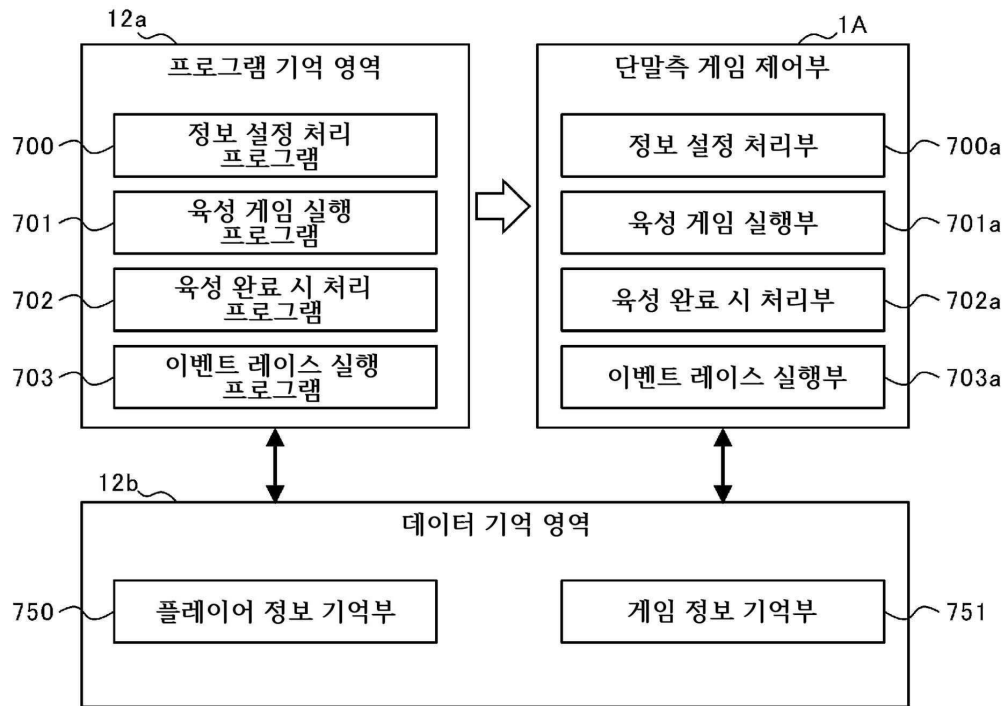 12a
프로그램 기억 영역
700
정보 설정 처리
프로그램
701
육성 게임 실행
프로그램
702
육성 완료 시 처리
프로그램
703
이벤트 레이스 실행
프로그램
1A
단말측 게임 제어부
정보 설정 처리부
700a
육성 게임 실행부
701a
육성 완료 시 처리부
702a
이벤트 레이스 실행부
703a
12b
데이터 기억 영역
750
플레이어 정보 기억부
게임 정보 기억부
751